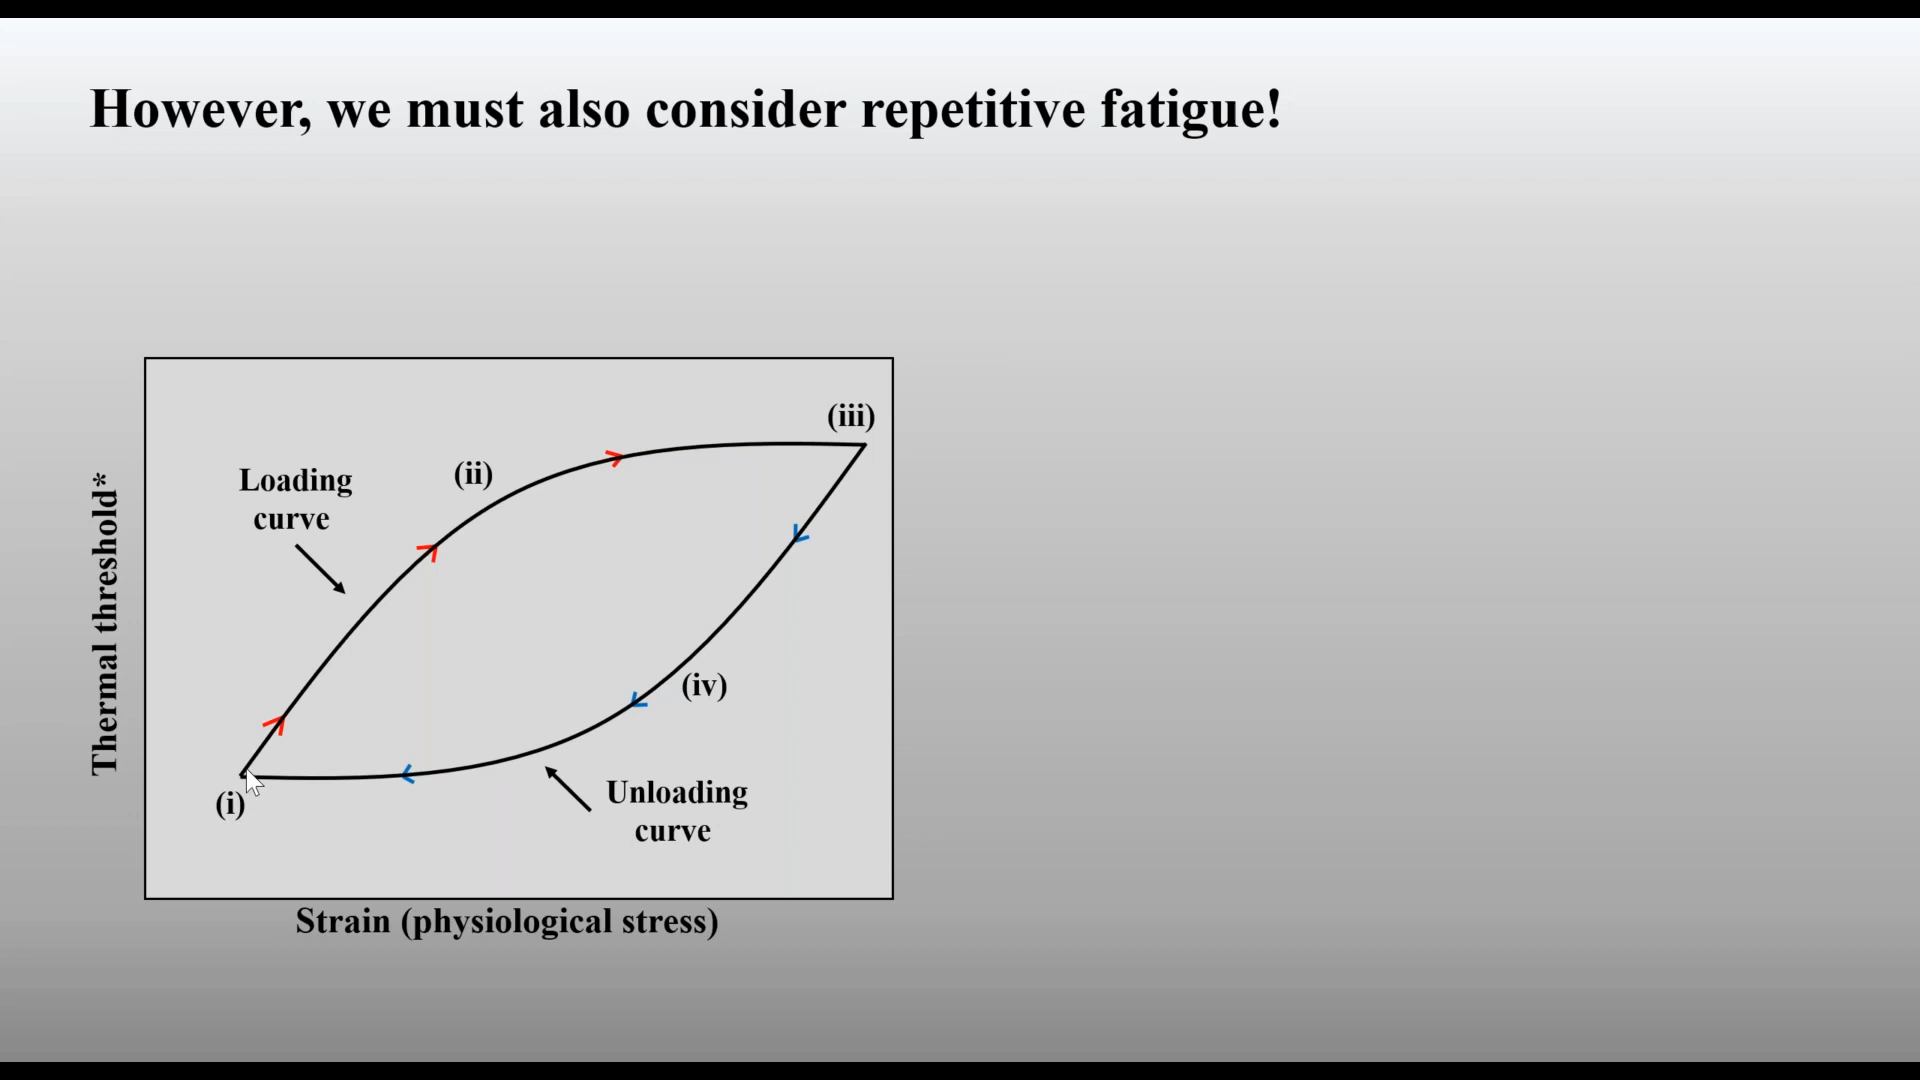 However, we must also consider repetitive fatigue!
(iii)
Loading
curve
(ii)
Thermal threshold*
(iv)
(i)
Unloading
curve
Strain (physiological stress)